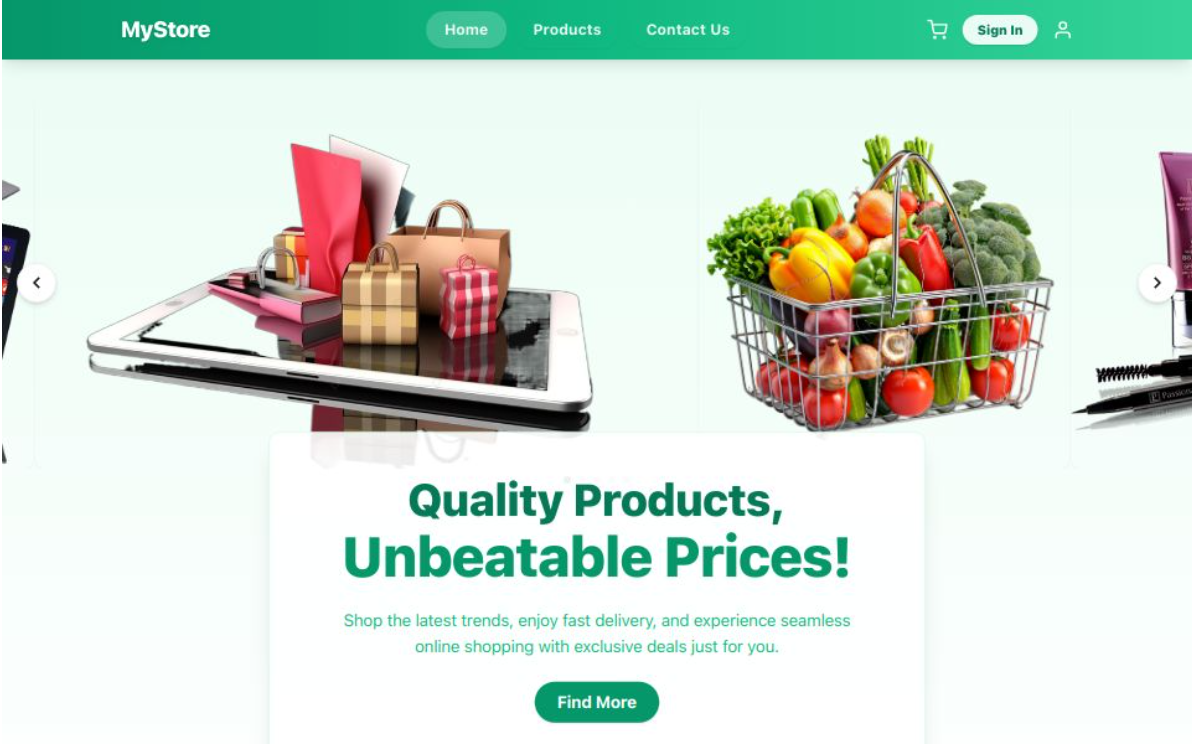 MyStore
Home
Products
Contact Us
Sign In
Quality Products,
Unbeatable Prices!
Shop the latest trends, enjoy fast delivery, and experience seamless
online shopping with exclusive deals just for you.
Find More